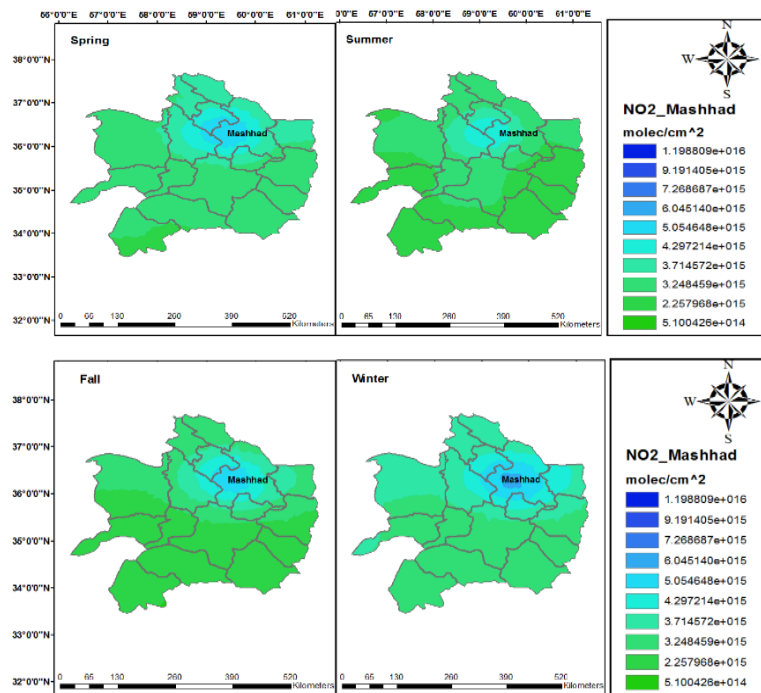 56°0'0"E 57°0'0"E 58°0'0"E 59°0'0"E 60°0'0"E 61°0'0"E
56°0'0"E 57°0'0"E 58°0'0"E 59°0'0"E 60°0'0"E 61°0'0"E
38°0'0"N
37°0'0"N
36°0'0"N
35°0'0"N
34°0'0"N
33°0'0"N
32°0'0"N
Spring
Mashhad
0 65 130 260 390 520
Kilometers
Summer
Mashhad
0 65 130 260 390 520
Kilometers
N
W E
S
NO2_Mashhad
molec/cm^2
1.198809e+016
9.191405e+015
7.268687e+015
6.045140e+015
5.054648e+015
4.297214e+015
3.714572e+015
3.248459e+015
2.257968e+015
5.100426e+014
38°0'0"N
37°0'0"N
36°0'0"N
35°0'0"N
34°0'0"N
33°0'0"N
32°0'0"N
Fall
Mashhad
0 65 130 260 390 520
Kilometers
Winter
Mashhad
0 65 130 260 390 520
Kilometers
N
W E
S
NO2_Mashhad
molec/cm^2
1.198809e+016
9.191405e+015
7.268687e+015
6.045140e+015
5.054648e+015
4.297214e+015
3.714572e+015
3.248459e+015
2.257968e+015
5.100426e+014